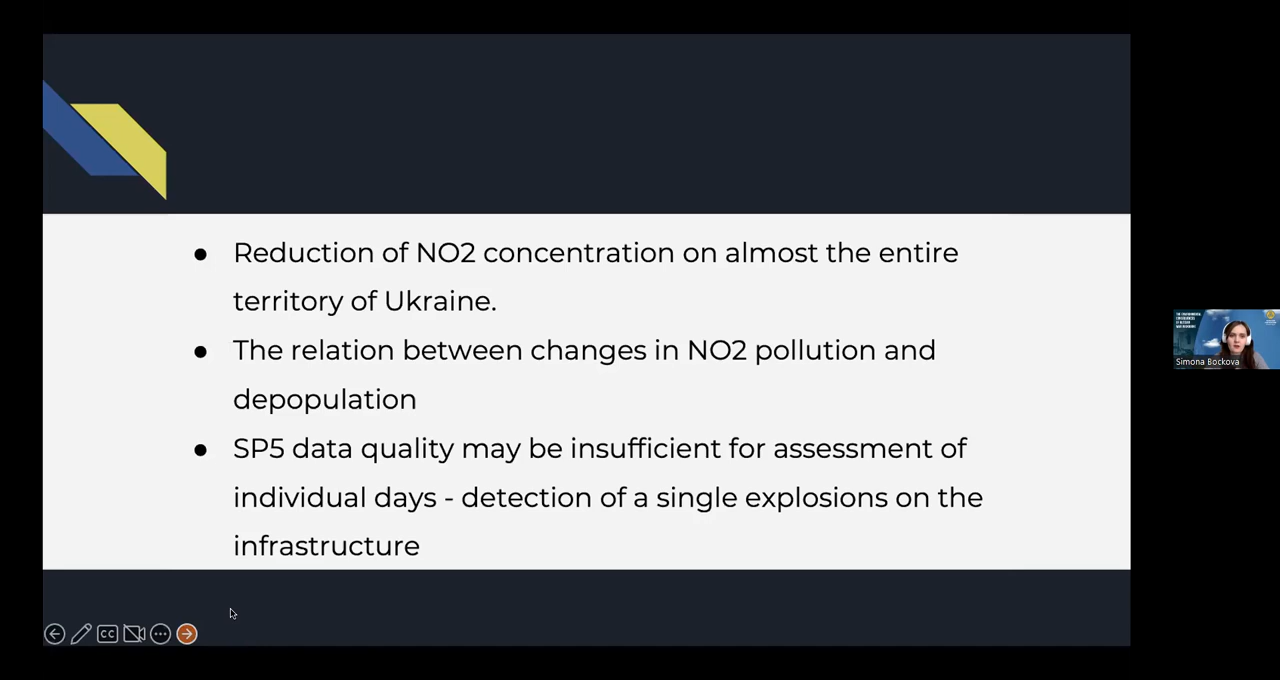 ● Reduction of NO2 concentration on almost the entire
territory of Ukraine.
● The relation between changes in NO2 pollution and
depopulation
● SP5 data quality may be insufficient for assessment of
individual days - detection of a single explosions on the
infrastructure
CC
Simona Bockova